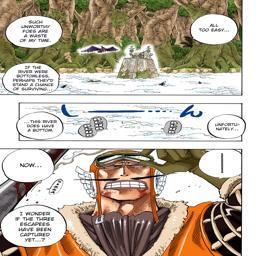 SUCH
UNWORTHY
FOES ARE
A WASTE
OF MY TIME.
ALL
TOO EASY...
IF THE
RIVER WERE
BOTTOMLESS,
PERHAPS THEY'D
STAND A CHANCE
OF SURVIVING...
...THIS RIVER
DOES HAVE
A BOTTOM.
UNFORTU-
NATELY...
NOW...
I WONDER
IF THE THREE
ESCAPEES
HAVE BEEN
CAPTURED
YET...?